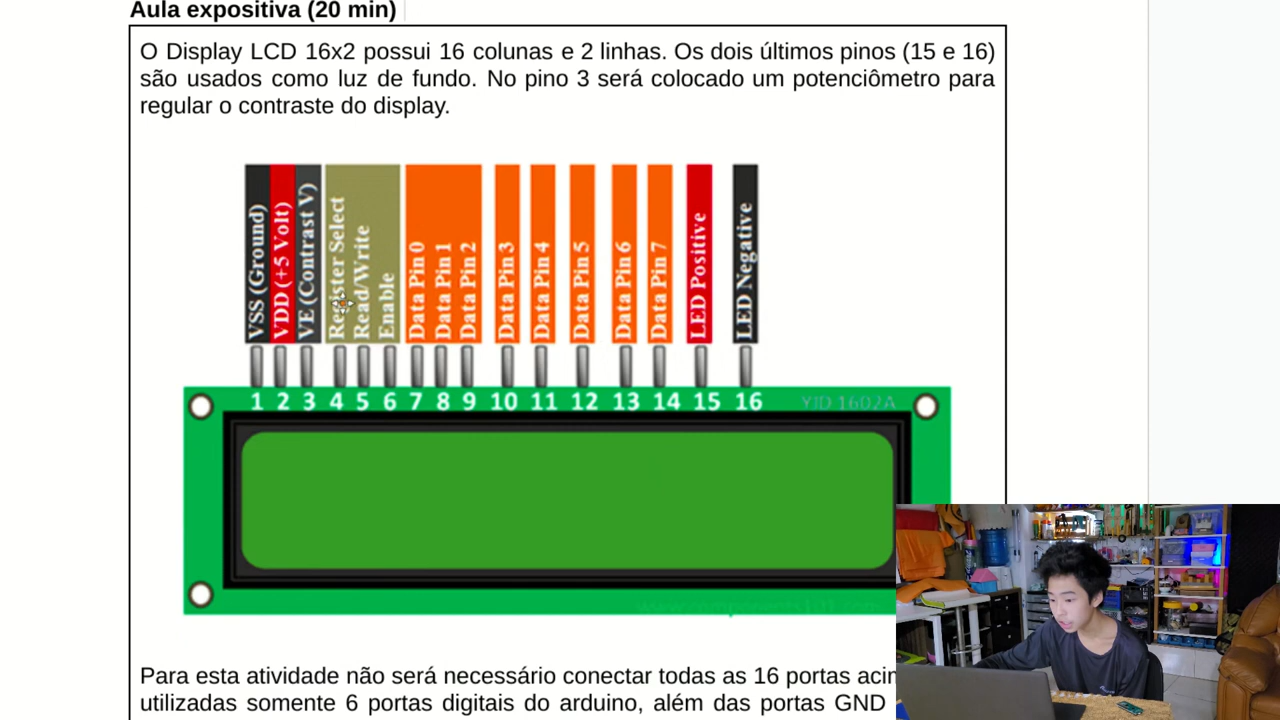 Aula expositiva (20 min)
O Display LCD 16x2 possui 16 colunas e 2 linhas. Os dois últimos pinos (15 e 16)
são usados como luz de fundo. No pino 3 será colocado um potenciômetro para
regular o contraste do display.
VSS (Ground)
VDD (+5 Volt)
VE (Contrast V)
Register Select
Read/Write
Enable
Data Pin 0
Data Pin 1
Data Pin 2
Data Pin 3
Data Pin 4
Data Pin 5
Data Pin 6
Data Pin 7
LED Positive
LED Negative
1 2 3 4 5 6 7 8 9 10 11 12 13 14 15 16 YJD 1602A
Para esta atividade não será necessário conectar todas as 16 portas
utilizadas somente 6 portas digitais do arduino, além das portas GND